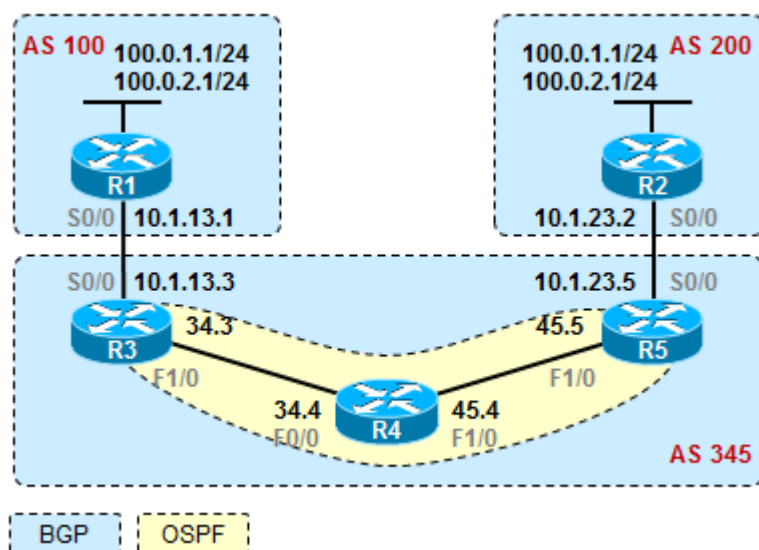 AS 100
100.0.1.1/24
100.0.2.1/24
R1
S0/0 10.1.13.1
100.0.1.1/24 AS 200
100.0.2.1/24
R2
10.1.23.2 S0/0
S0/0 10.1.13.3
10.1.23.5 S0/0
R3
34.3
45.5
R5
F1/0
F1/0
34.4
F0/0
R4
45.4
F1/0
AS 345
BGP
OSPF